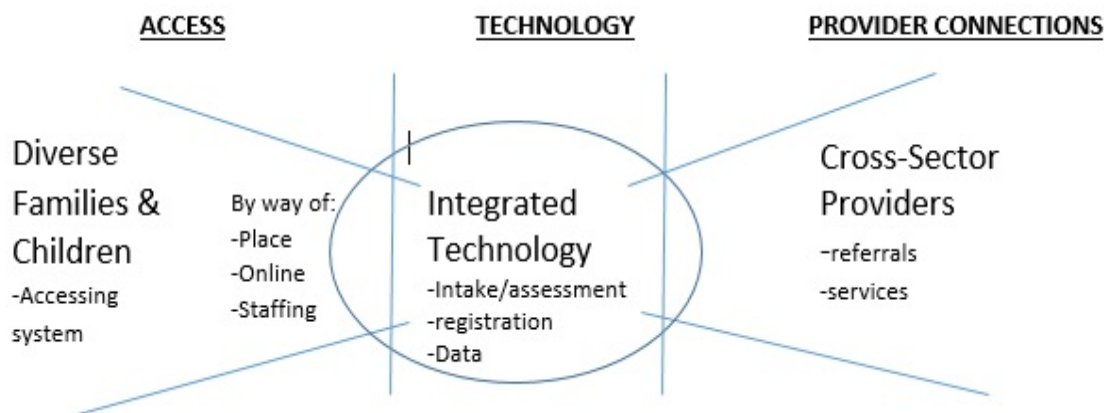 ACCESS
TECHNOLOGY
PROVIDER CONNECTIONS
Diverse
Families &
Children
-Accessing
system
By way of:
-Place
-Online
-Staffing
Integrated
Technology
-Intake/assessment
-registration
-Data
Cross-Sector
Providers
-referrals
-services